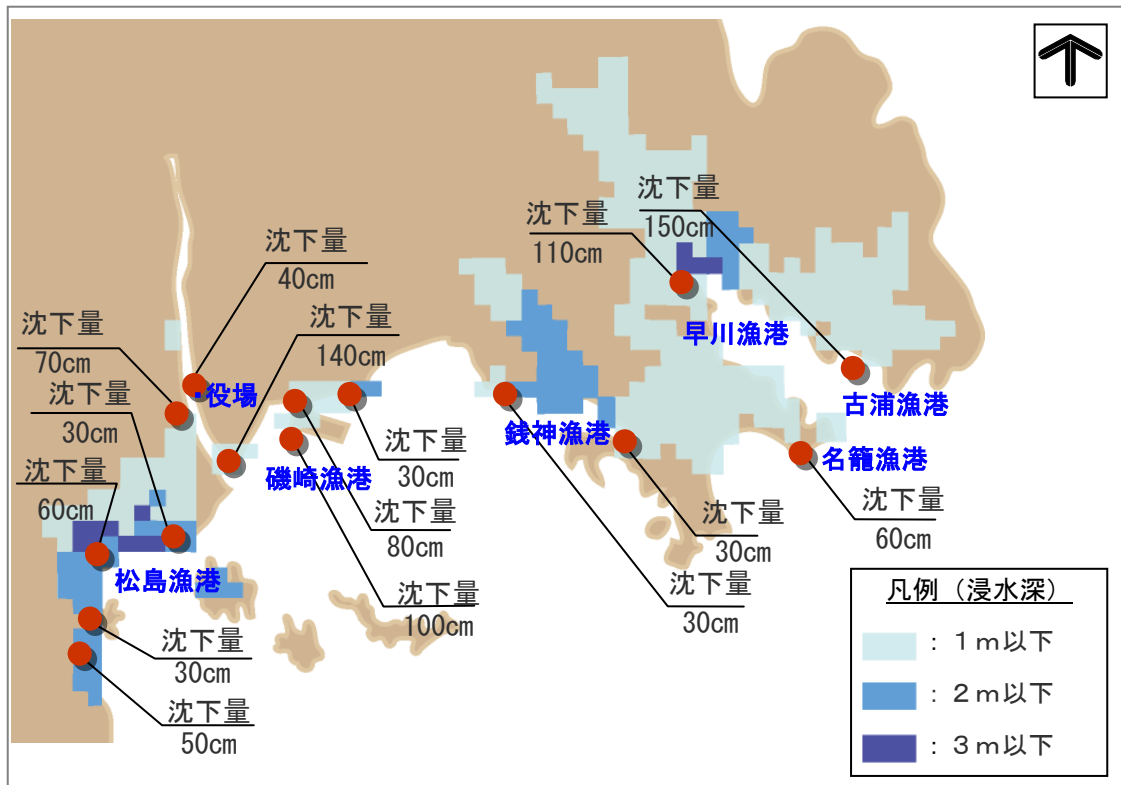 沈下量
150cm
沈下量
110cm
沈下量
40cm
沈下量
140cm
沈下量
70cm
沈下量
30cm
沈下量
60cm
・役場
早川漁港
古浦漁港
銭神漁港
名籠漁港
磯崎漁港
松島漁港
沈下量
30cm
沈下量
80cm
沈下量
100cm
沈下量
30cm
沈下量
30cm
沈下量
60cm
沈下量
30cm
沈下量
50cm
凡例（浸水深）
：１ｍ以下
：２ｍ以下
：３ｍ以下